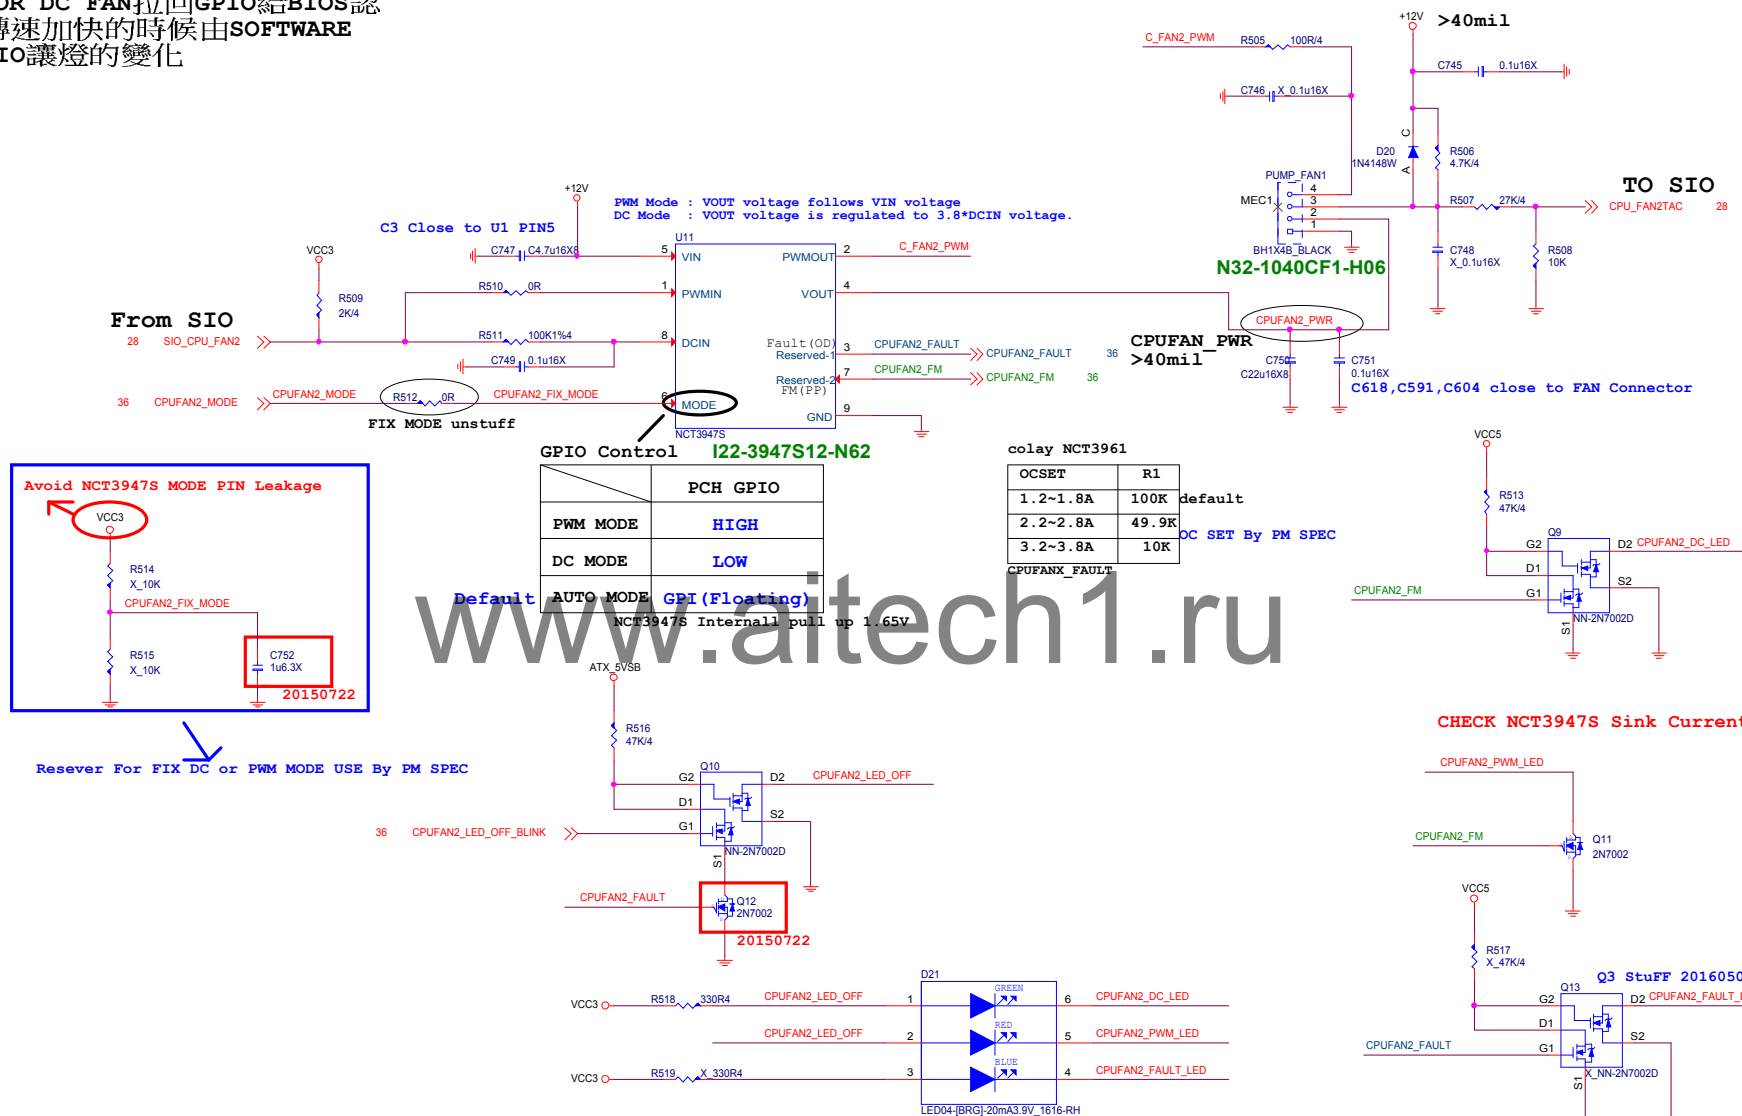 OR DC FAN拉回GPIO給BIOS認
轉速加快的時候由SOFTWARE
IO讓燈的變化
+12V >40mil
C_FAN2_PWM R505 100R/4
C745 0.1u16X
C746 X_0.1u16X
D20
1N4148W
C
A
R506
4.7K/4
PUMP_FAN1
MEC1
4
3
2
1
BH1X4B_BLACK
N32-1040CF1-H06
R507 27K/4
TO SIO
CPU_FAN2TAC 28
C748
X_0.1u16X
R508
10K
+12V
PWM Mode : VOUT voltage follows VIN voltage
DC Mode : VOUT voltage is regulated to 3.8*DCIN voltage.
C3 Close to U1 PIN5
C747 C4.7u16X8
U11
5 VIN
1 PWMIN
8 DCIN
6 MODE
PWMOUT 2
VOUT 4
Fault(OD)
Reserved-1 3
Reserved-2 7
FM(PP)
GND 9
NCT3947S
C_FAN2_PWM
VCC3
R509
2K/4
R510 0R
From SIO
28 SIO_CPU_FAN2
R511 100K1%4
C749 0.1u16X
36 CPUFAN2_MODE CPUFAN2_MODE R512 0R CPUFAN2_FIX_MODE
FIX MODE unstuff
CPUFAN2_FAULT CPUFAN2_FAULT 36
CPUFAN2_FM CPUFAN2_FM 36
CPUFAN_PWR
>40mil
CPUFAN2_PWR
C750
C22u16X8
C751
0.1u16X
C618,C591,C604 close to FAN Connector
GPIO Control I22-3947S12-N62
PCH GPIO
PWM MODE HIGH
DC MODE LOW
Default AUTO MODE GPI(Floating)
NCT3947S Internall pull up 1.65V
colay NCT3961
OCSET R1
1.2~1.8A 100K default
2.2~2.8A 49.9K
OC SET By PM SPEC
3.2~3.8A 10K
CPUFANX_FAULT
Avoid NCT3947S MODE PIN Leakage
VCC3
R514
X_10K
CPUFAN2_FIX_MODE
R515
X_10K
C752
1u6.3X
20150722
Resever For FIX DC or PWM MODE USE By PM SPEC
www.aitech1.ru
VCC5
R513
47K/4
Q9
G2
D1
G1
S1
D2 CPUFAN2_DC_LED
S2
CPUFAN2_FM
NN-2N7002D
ATX_5VSB
R516
47K/4
Q10
G2
D1
G1
S1
D2 CPUFAN2_LED_OFF
S2
36 CPUFAN2_LED_OFF_BLINK
NN-2N7002D
CPUFAN2_FAULT
Q12
2N7002
20150722
CHECK NCT3947S Sink Current
CPUFAN2_PWM_LED
CPUFAN2_FM
Q11
2N7002
VCC5
R517
X_47K/4
Q3 StuFF 2016050
Q13
G2
D1
G1
S1
D2 CPUFAN2_FAULT_L
S2
CPUFAN2_FAULT
X_NN-2N7002D
D21
VCC3 R518 330R4 CPUFAN2_LED_OFF 1 GREEN 6 CPUFAN2_DC_LED
CPUFAN2_LED_OFF 2 RED 5 CPUFAN2_PWM_LED
VCC3 R519 X_330R4 3 BLUE 4 CPUFAN2_FAULT_LED
LED04-[BRG]-20mA3.9V_1616-RH